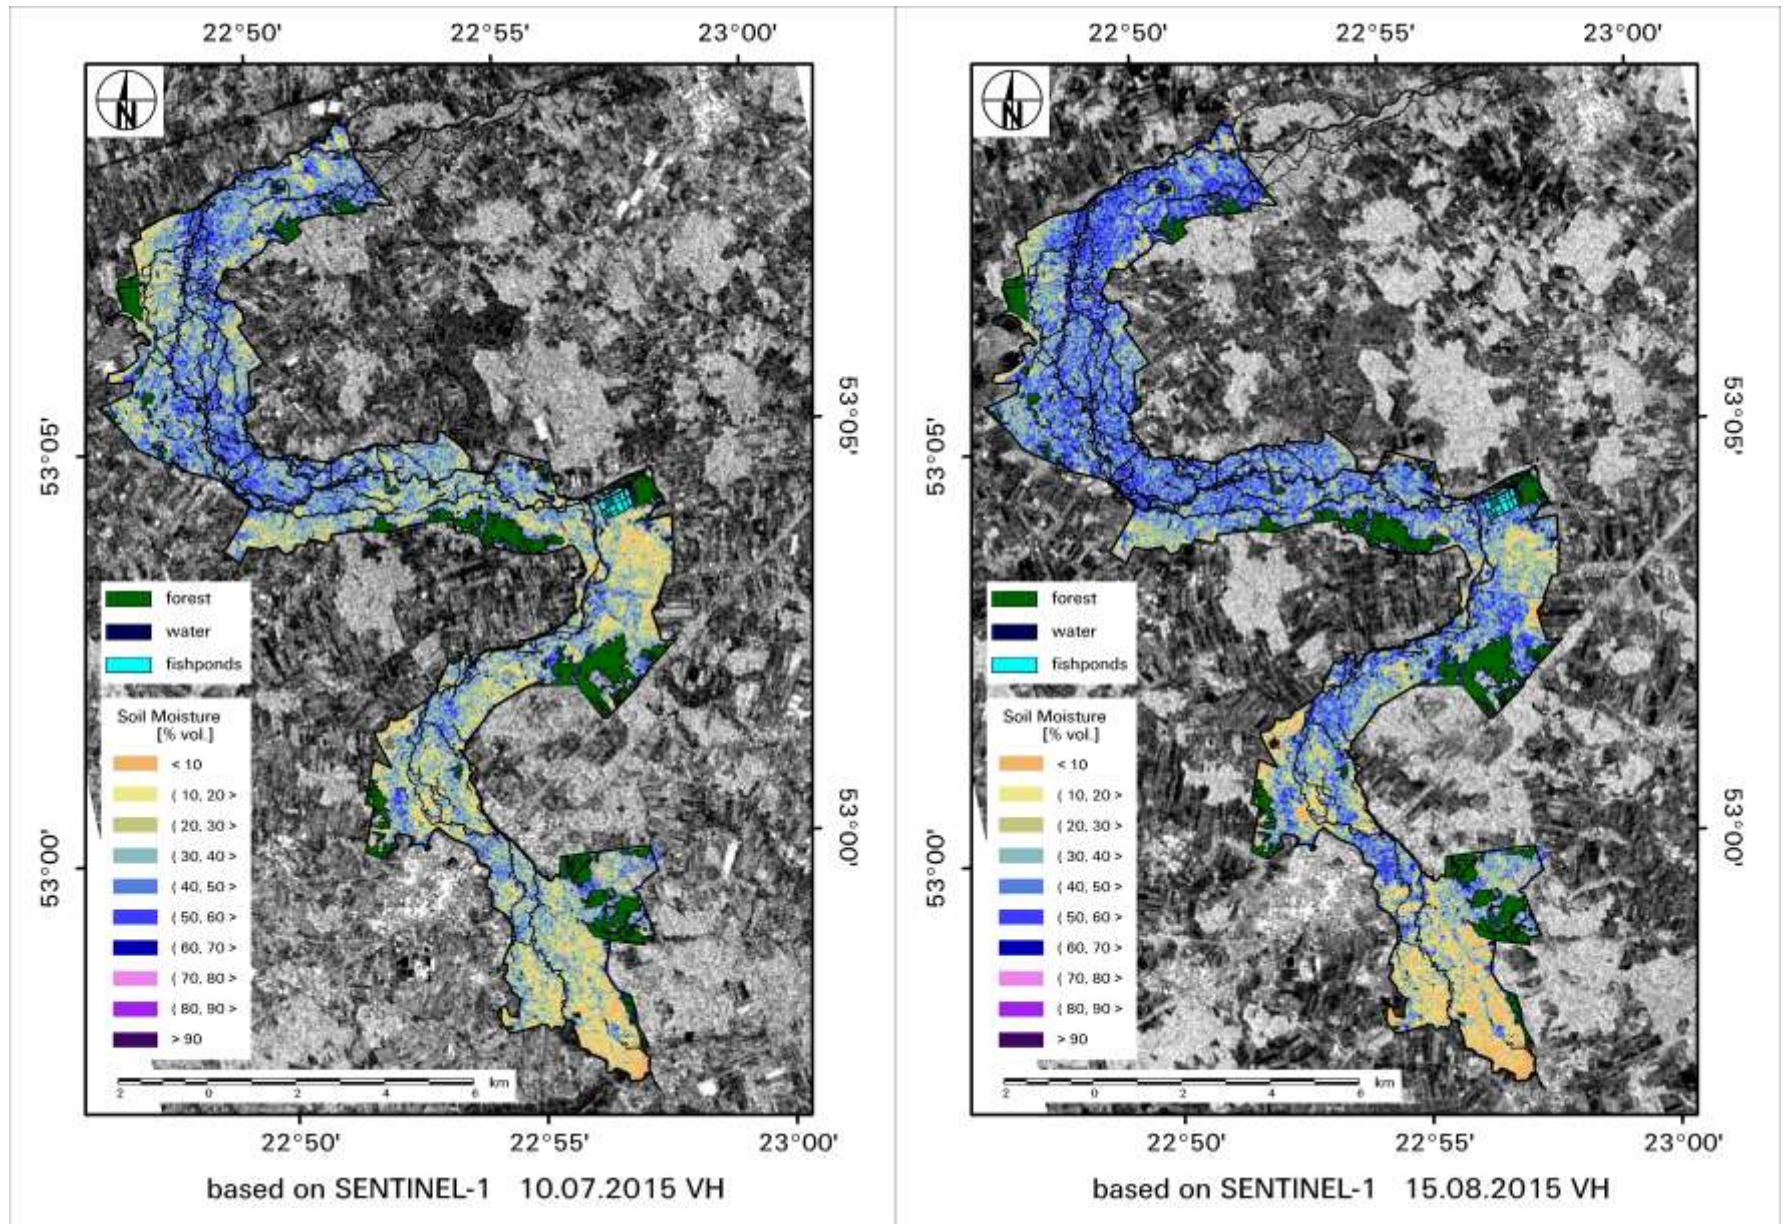 22°50' 22°55' 23°00'
N
53°05'
53°05'
forest
water
fishponds
Soil Moisture
[% vol.]
< 10
( 10, 20 >
( 20, 30 >
( 30, 40 >
( 40, 50 >
( 50, 60 >
( 60, 70 >
( 70, 80 >
( 80, 90 >
> 90
53°00'
53°00'
2 0 2 4 6 km
22°50' 22°55' 23°00'
based on SENTINEL-1 10.07.2015 VH
22°50' 22°55' 23°00'
N
53°05'
53°05'
forest
water
fishponds
Soil Moisture
[% vol.]
< 10
( 10, 20 >
( 20, 30 >
( 30, 40 >
( 40, 50 >
( 50, 60 >
( 60, 70 >
( 70, 80 >
( 80, 90 >
> 90
53°00'
53°00'
2 0 2 4 6 km
22°50' 22°55' 23°00'
based on SENTINEL-1 15.08.2015 VH